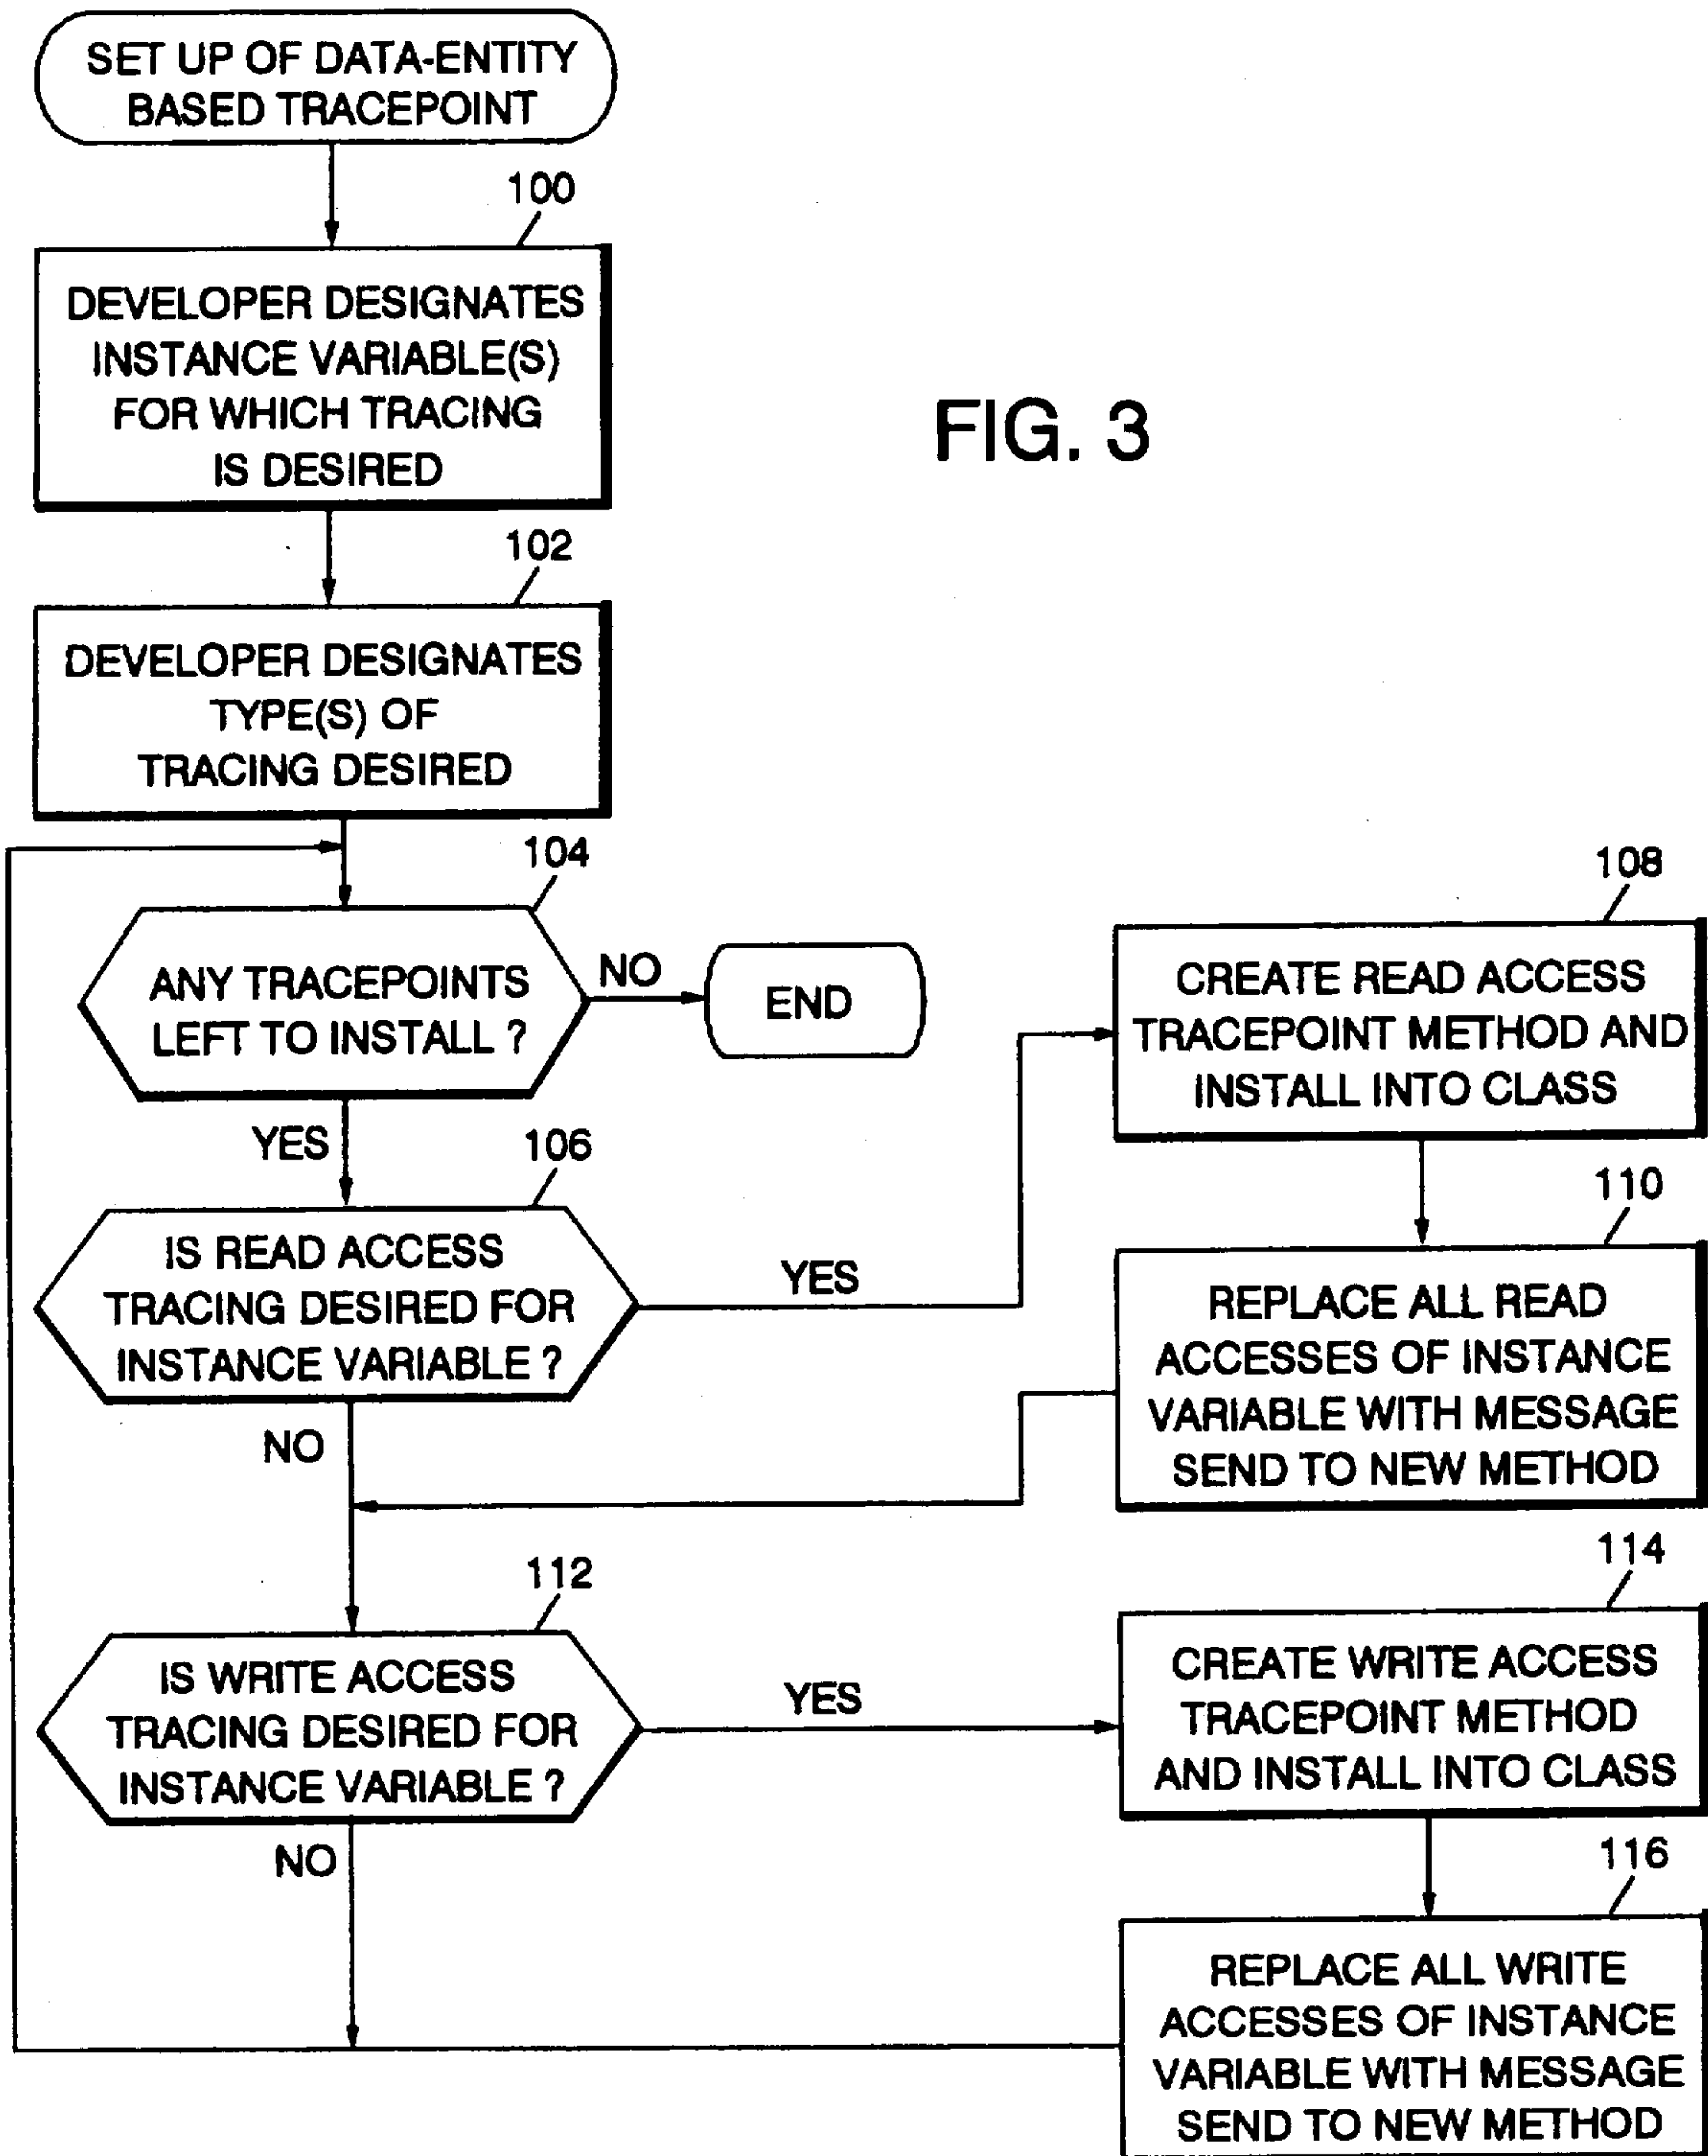 SET UP OF DATA-ENTITY
BASED TRACEPOINT
100
DEVELOPER DESIGNATES
INSTANCE VARIABLE(S)
FOR WHICH TRACING
IS DESIRED
FIG. 3
102
DEVELOPER DESIGNATES
TYPE(S) OF
TRACING DESIRED
104
ANY TRACEPOINTS
LEFT TO INSTALL ?
NO
END
YES
106
IS READ ACCESS
TRACING DESIRED FOR
INSTANCE VARIABLE ?
YES
NO
108
CREATE READ ACCESS
TRACEPOINT METHOD AND
INSTALL INTO CLASS
110
REPLACE ALL READ
ACCESSES OF INSTANCE
VARIABLE WITH MESSAGE
SEND TO NEW METHOD
112
IS WRITE ACCESS
TRACING DESIRED FOR
INSTANCE VARIABLE ?
YES
NO
114
CREATE WRITE ACCESS
TRACEPOINT METHOD
AND INSTALL INTO CLASS
116
REPLACE ALL WRITE
ACCESSES OF INSTANCE
VARIABLE WITH MESSAGE
SEND TO NEW METHOD